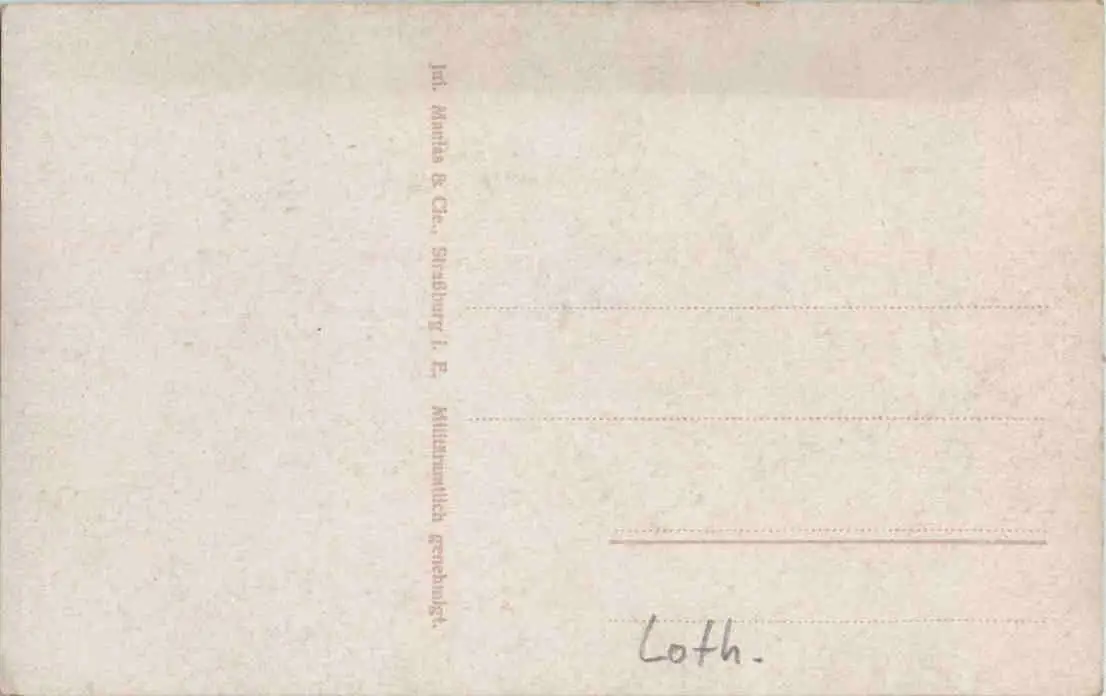 Jul. Manias & Cie., Straßburg i. E. Militäramtlich genehmigt.
Loth.